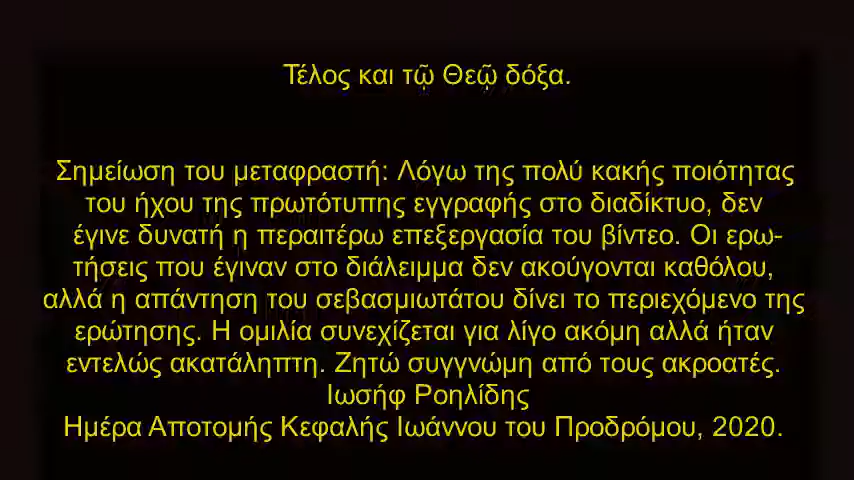 Τέλος και τῷ Θεῷ δόξα.
Σημείωση του μεταφραστή: Λόγω της πολύ κακής ποιότητας
του ήχου της πρωτότυπης εγγραφής στο διαδίκτυο, δεν
έγινε δυνατή η περαιτέρω επεξεργασία του βίντεο. Οι ερω-
τήσεις που έγιναν στο διάλειμμα δεν ακούγονται καθόλου,
αλλά η απάντηση του σεβασμιωτάτου δίνει το περιεχόμενο της
ερώτησης. Η ομιλία συνεχίζεται για λίγο ακόμη αλλά ήταν
εντελώς ακατάληπτη. Ζητώ συγγνώμη από τους ακροατές.
Ιωσήφ Ροηλίδης
Ημέρα Αποτομής Κεφαλής Ιωάννου του Προδρόμου, 2020.